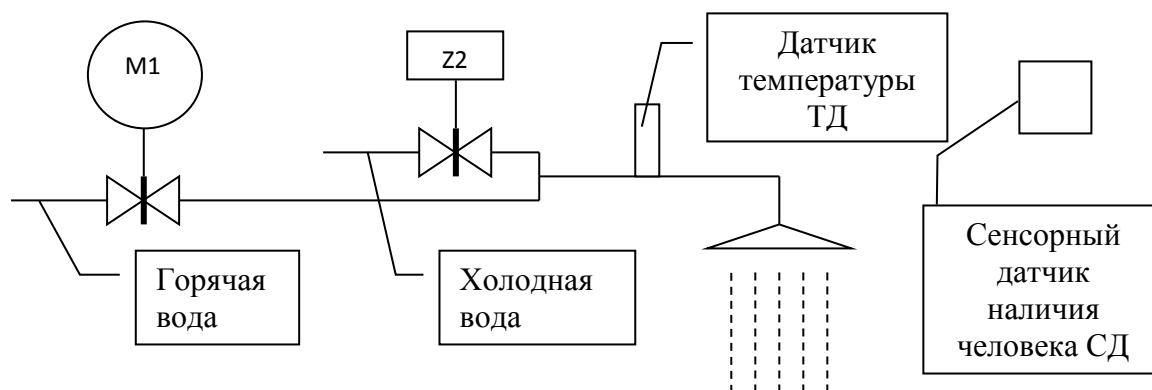 M1
Z2
Датчик
температуры
ТД
Горячая
вода
Холодная
вода
Сенсорный
датчик
наличия
человека СД